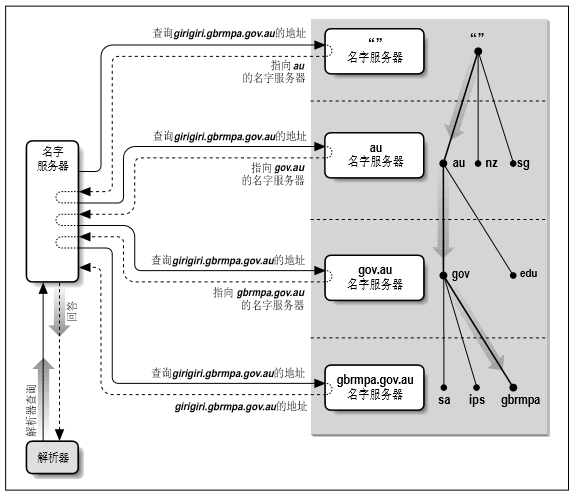 查询girigiri.gbrmpa.gov.au的地址
“”
名字服务器
“”
指向 au
的名字服务器
名字
服务器
查询girigiri.gbrmpa.gov.au的地址
au
名字服务器
au
nz
sg
指向 gov.au
的名字服务器
查询girigiri.gbrmpa.gov.au的地址
gov.au
名字服务器
gov
edu
指向 gbrmpa.gov.au
的名字服务器
回答
查询girigiri.gbrmpa.gov.au的地址
gbrmpa.gov.au
名字服务器
sa
ips
gbrmpa
girigiri.gbrmpa.gov.au的地址
解析器查询
解析器